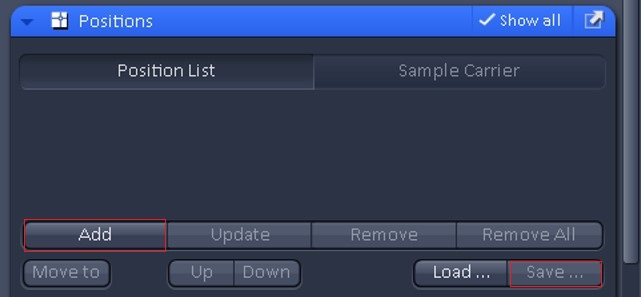 Positions Show all
Position List Sample Carrier
Add Update Remove Remove All
Move to Up Down Load ... Save ...